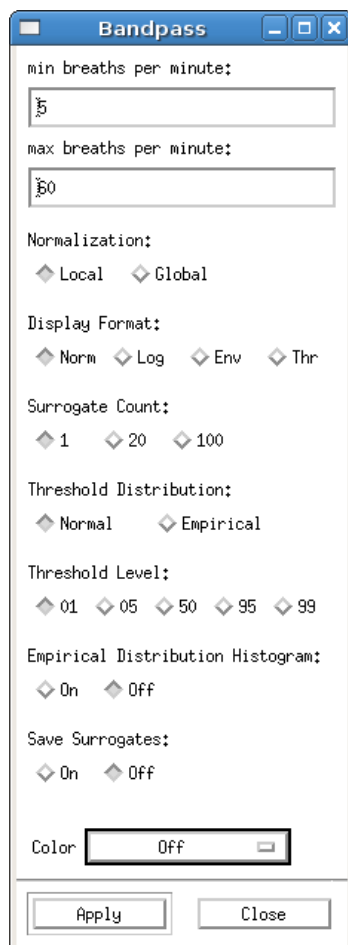 Bandpass
min breaths per minute:
5
max breaths per minute:
60
Normalization:
Local Global
Display Format:
Norm Log Env Thr
Surrogate Count:
1 20 100
Threshold Distribution:
Normal Empirical
Threshold Level:
01 05 50 95 99
Empirical Distribution Histogram:
On Off
Save Surrogates:
On Off
Color Off
Apply Close